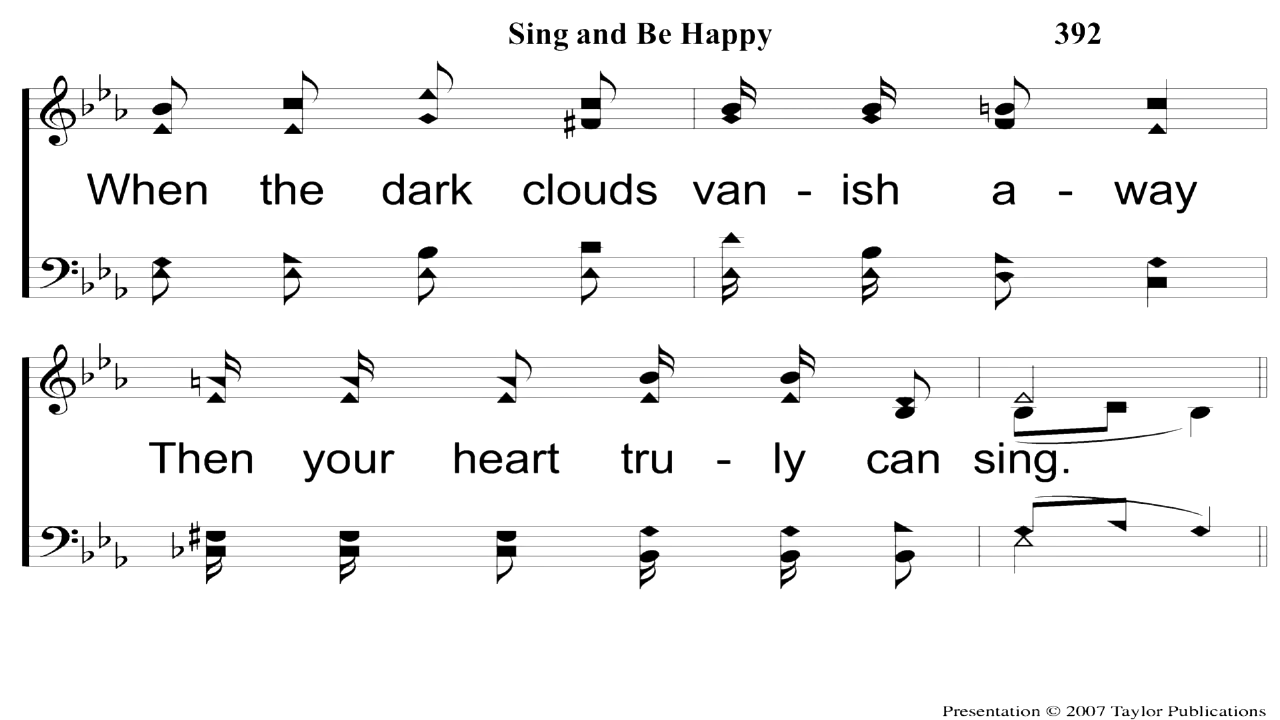 Sing and Be Happy 392
When the dark clouds van - ish a - way
Then your heart tru - ly can sing.
Presentation © 2007 Taylor Publications